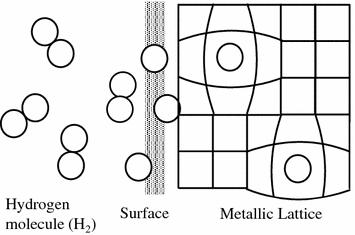 Hydrogen
molecule (H₂)
Surface
Metallic Lattice